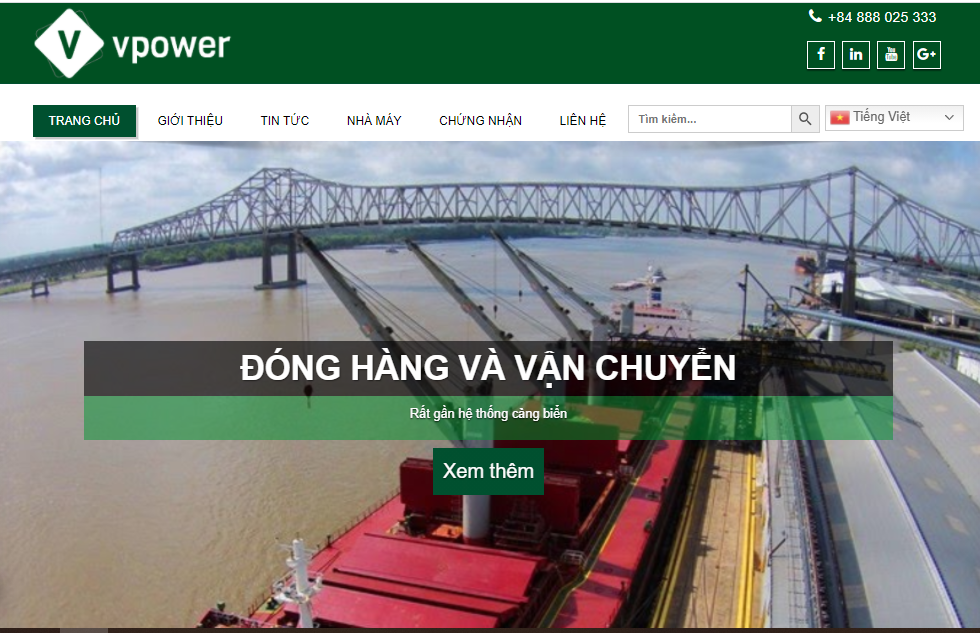 V vpower
+84 888 025 333
f in You Tube G+
TRANG CHỦ GIỚI THIỆU TIN TỨC NHÀ MÁY CHỨNG NHẬN LIÊN HỆ Tìm kiếm... Tiếng Việt
ĐÓNG HÀNG VÀ VẬN CHUYỂN
Rất gần hệ thống cảng biển
Xem thêm